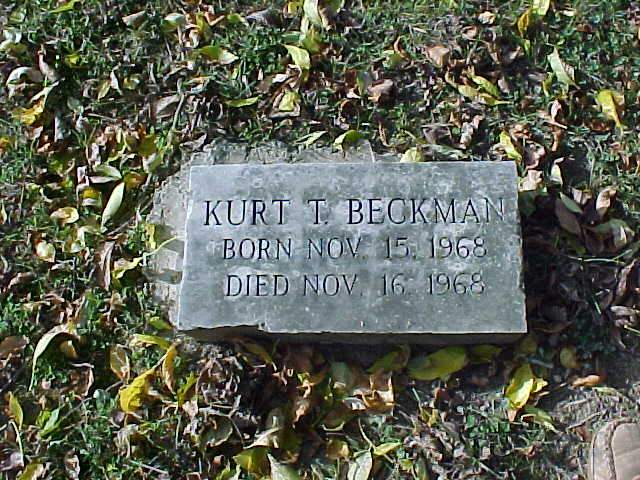 KURT T. BECKMAN
BORN NOV. 15, 1968
DIED NOV. 16, 1968